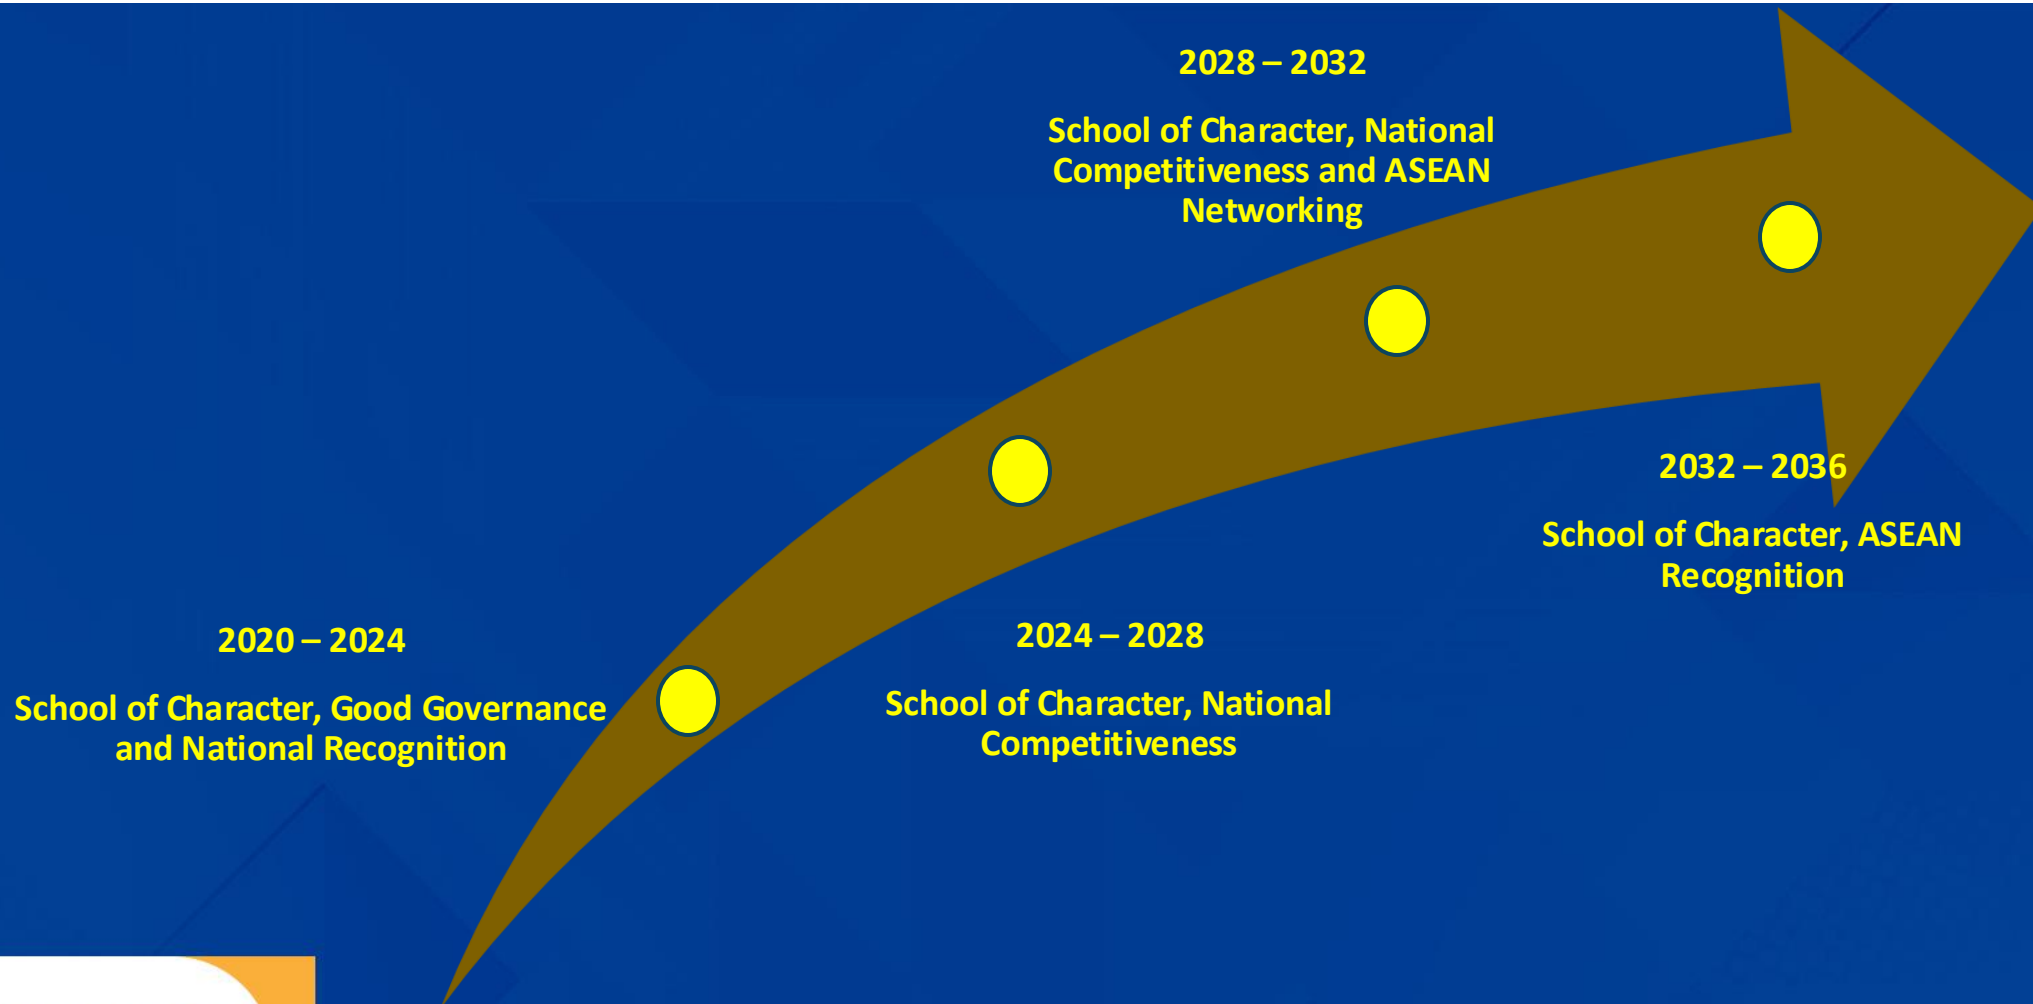 2028 – 2032
School of Character, National
Competitiveness and ASEAN
Networking
2032 – 2036
School of Character, ASEAN
Recognition
2020 – 2024
School of Character, Good Governance
and National Recognition
2024 – 2028
School of Character, National
Competitiveness